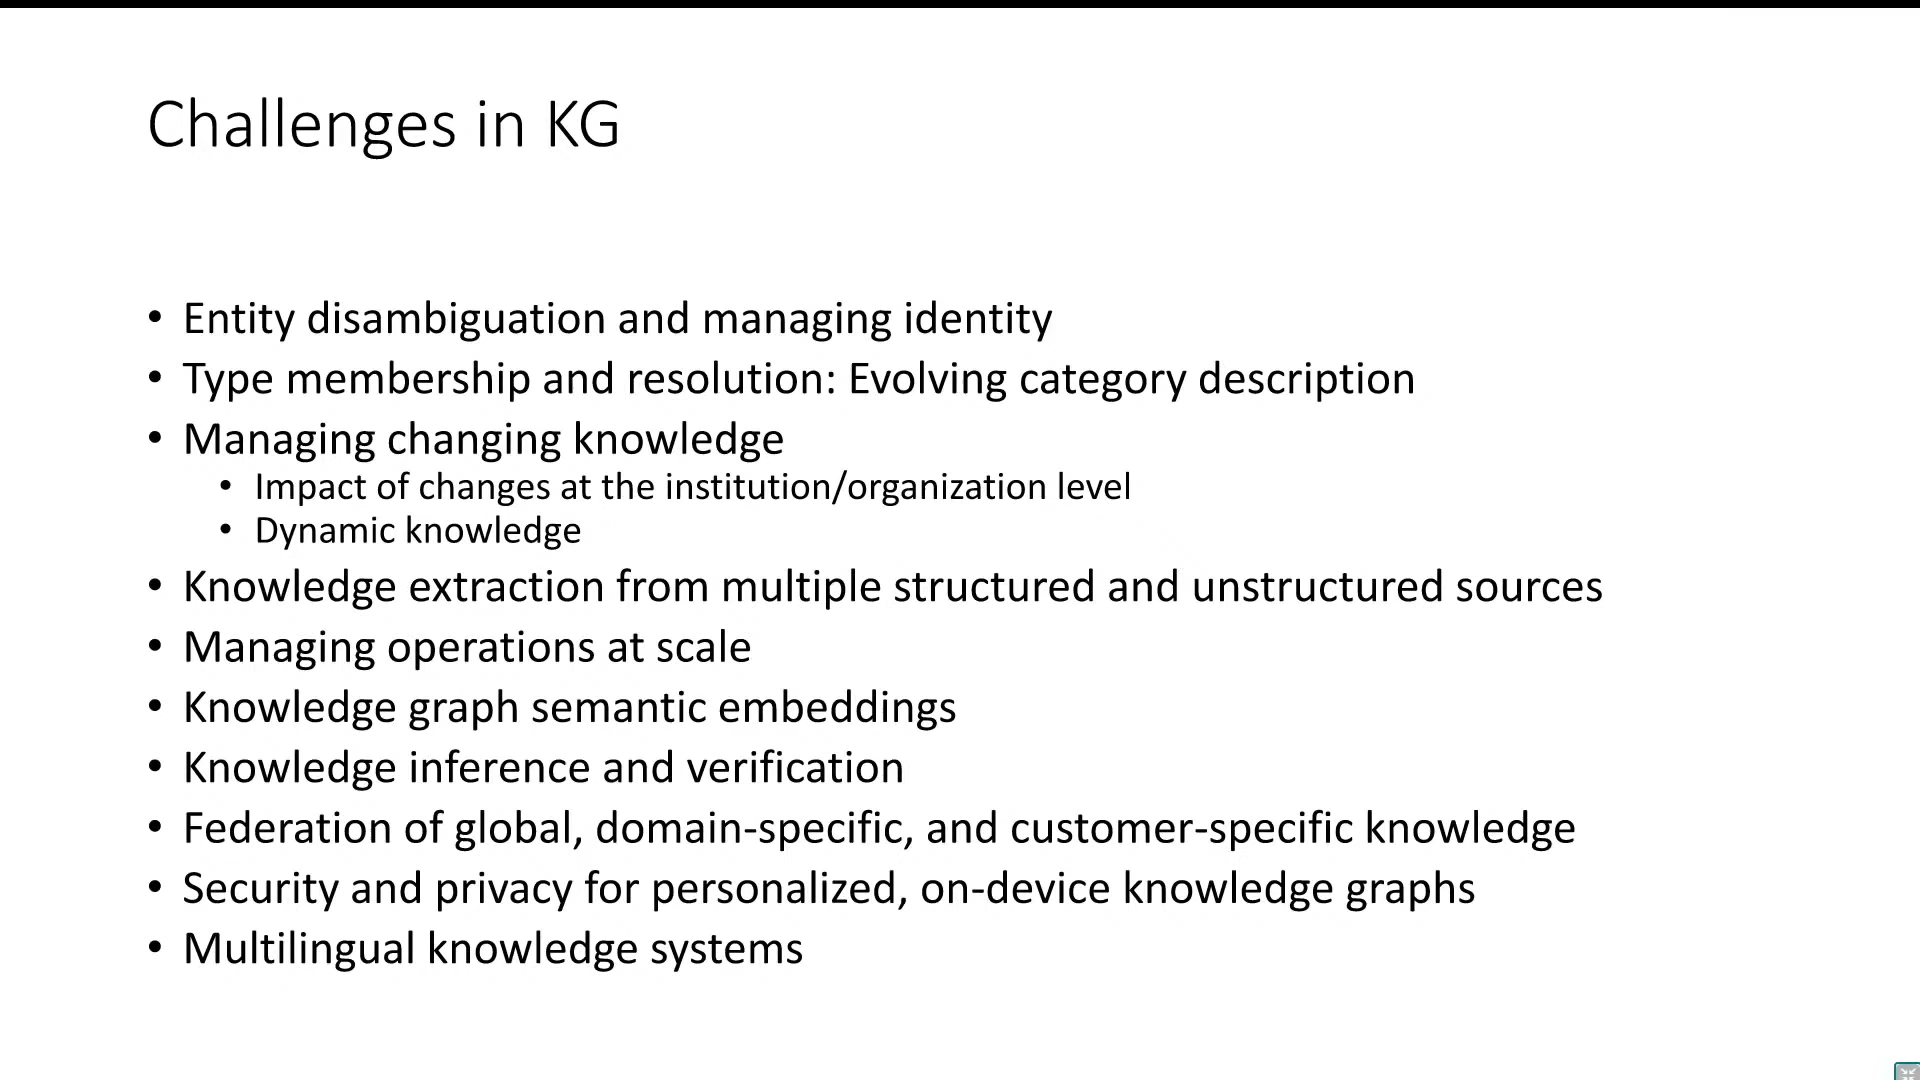 Challenges in KG
• Entity disambiguation and managing identity
• Type membership and resolution: Evolving category description
• Managing changing knowledge
• Impact of changes at the institution/organization level
• Dynamic knowledge
• Knowledge extraction from multiple structured and unstructured sources
• Managing operations at scale
• Knowledge graph semantic embeddings
• Knowledge inference and verification
• Federation of global, domain-specific, and customer-specific knowledge
• Security and privacy for personalized, on-device knowledge graphs
• Multilingual knowledge systems